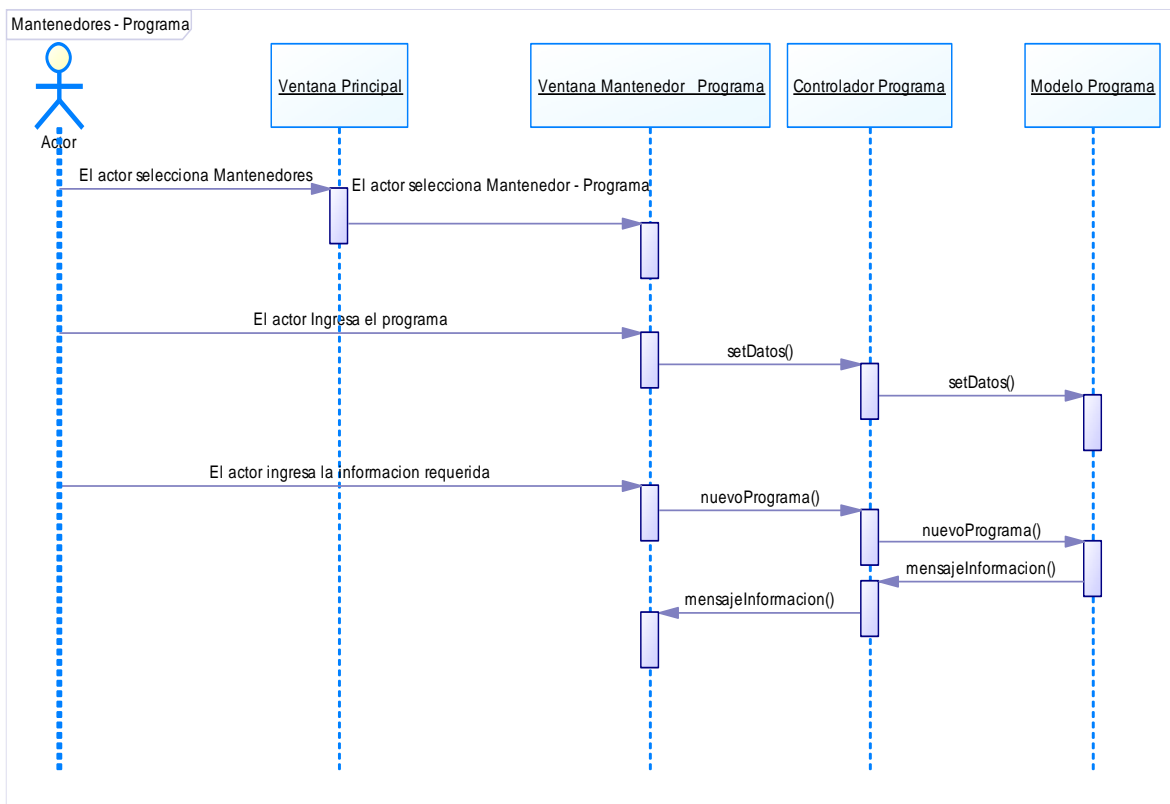 Mantenedores - Programa
Ventana Principal
Ventana Mantenedor _ Programa
Controlador Programa
Modelo Programa
Actor
El actor selecciona Mantenedores
El actor selecciona Mantenedor - Programa
El actor Ingresa el programa
setDatos()
setDatos()
El actor ingresa la informacion requerida
nuevoPrograma()
nuevoPrograma()
mensajeInformacion()
mensajeInformacion()